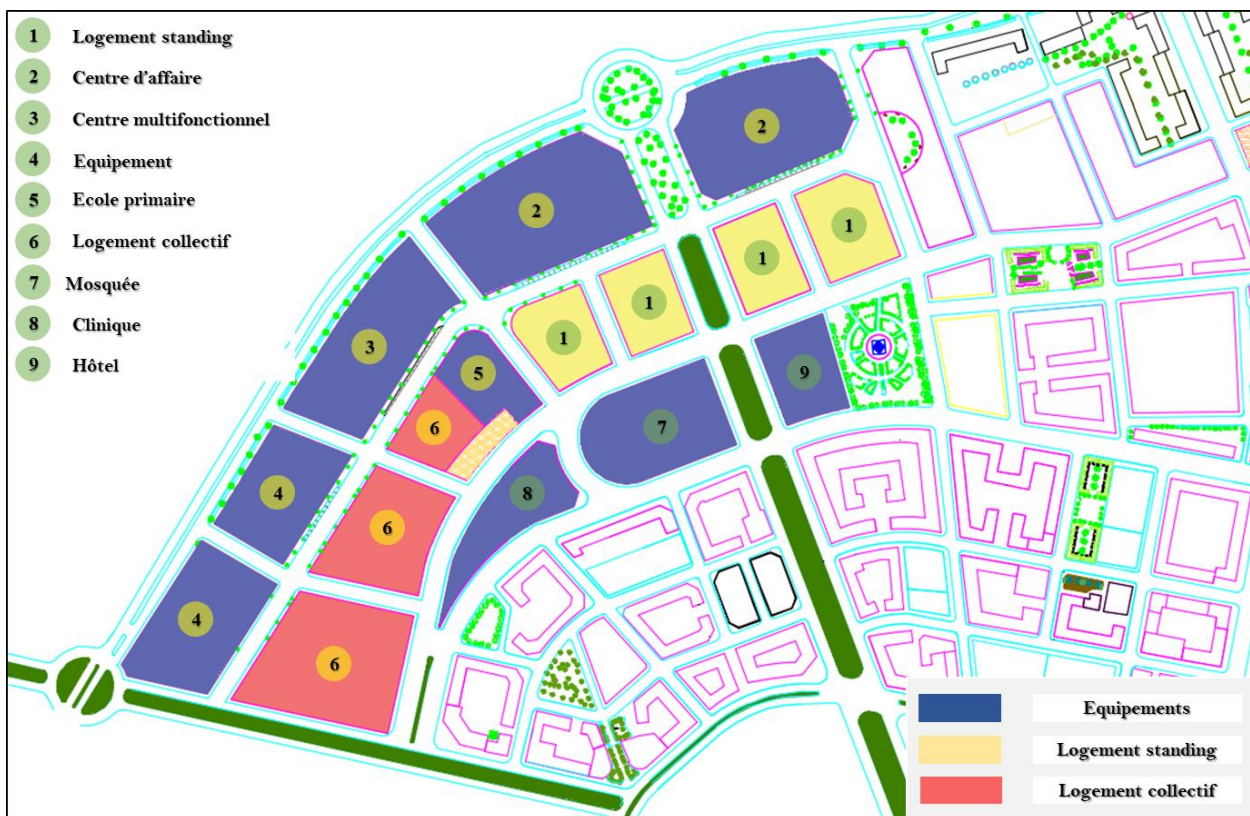 1 Logement standing
2 Centre d'affaire
3 Centre multifonctionnel
4 Equipement
5 Ecole primaire
6 Logement collectif
7 Mosquée
8 Clinique
9 Hôtel
2
2
1
1
1
1
3
5
9
6
7
4
8
6
4
6
Equipements
Logement standing
Logement collectif